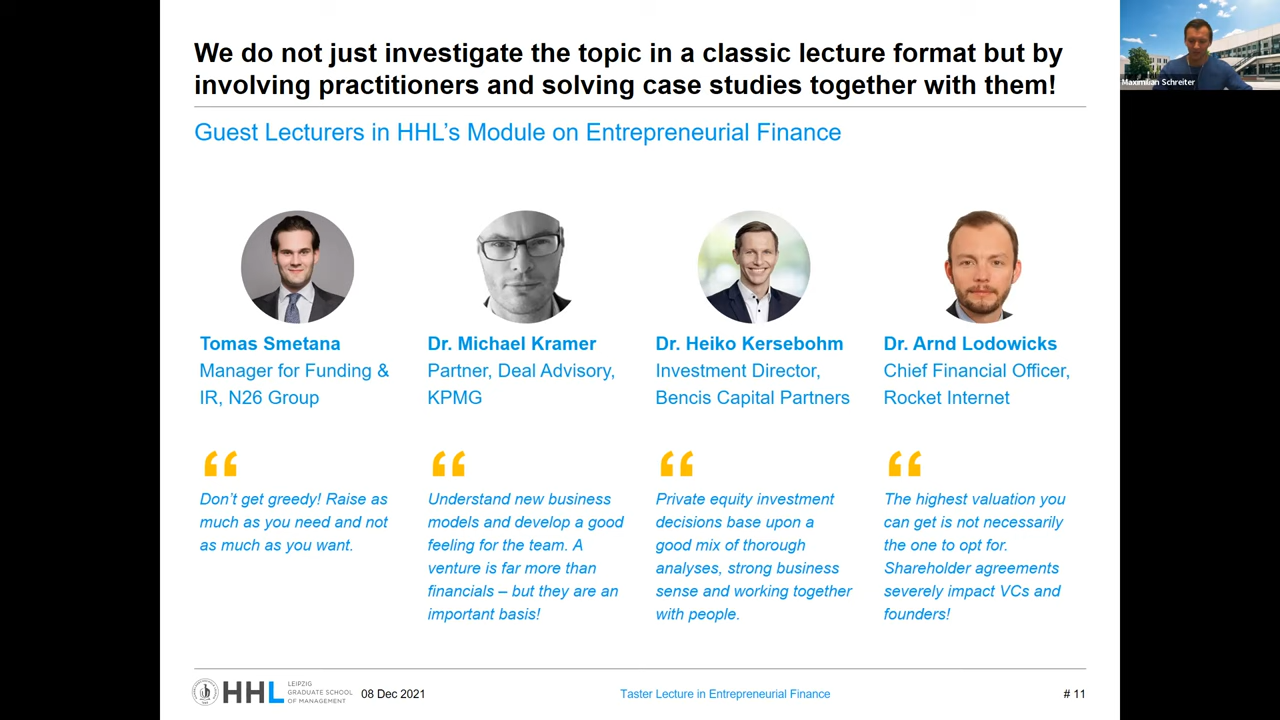 We do not just investigate the topic in a classic lecture format but by
involving practitioners and solving case studies together with them!
Guest Lecturers in HHL's Module on Entrepreneurial Finance
Maximilian Schreiter
Tomas Smetana
Manager for Funding &
IR, N26 Group
“
Don't get greedy! Raise as
much as you need and not
as much as you want.
Dr. Michael Kramer
Partner, Deal Advisory,
KPMG
“
Understand new business
models and develop a good
feeling for the team. A
venture is far more than
financials – but they are an
important basis!
Dr. Heiko Kersebohm
Investment Director,
Bencis Capital Partners
“
Private equity investment
decisions base upon a
good mix of thorough
analyses, strong business
sense and working together
with people.
Dr. Arnd Lodowicks
Chief Financial Officer,
Rocket Internet
“
The highest valuation you
can get is not necessarily
the one to opt for.
Shareholder agreements
severely impact VCs and
founders!
HHL
LEIPZIG
GRADUATE SCHOOL
OF MANAGEMENT
08 Dec 2021
Taster Lecture in Entrepreneurial Finance
# 11